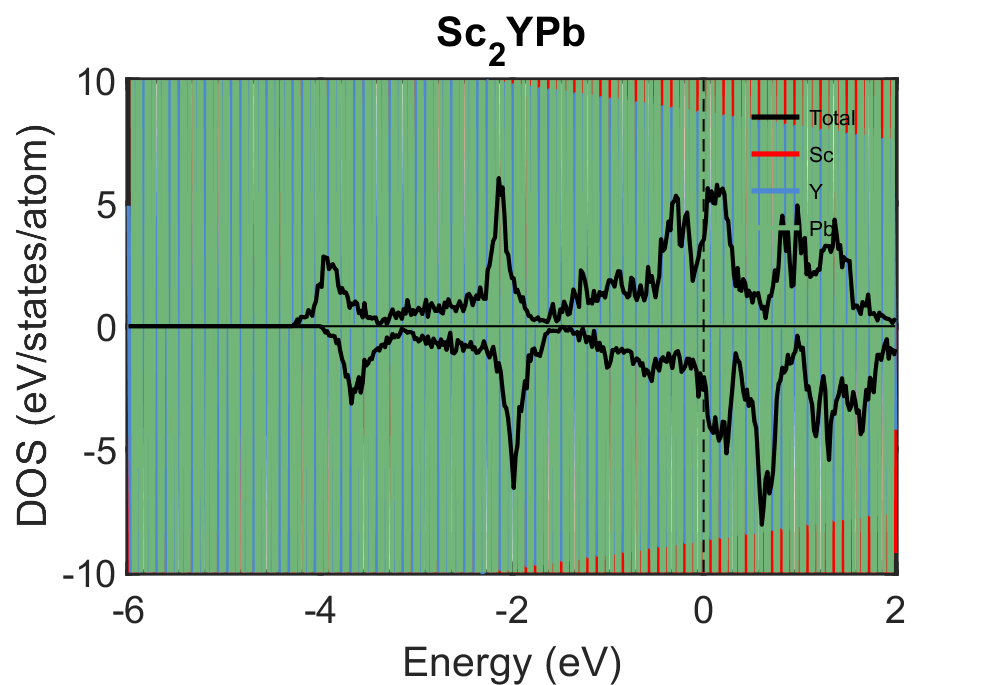 Sc2YPb
DOS (eV/states/atom)
10
5
0
-5
-10
Total
Sc
Y
Pb
-6 -4 -2 0 2
Energy (eV)